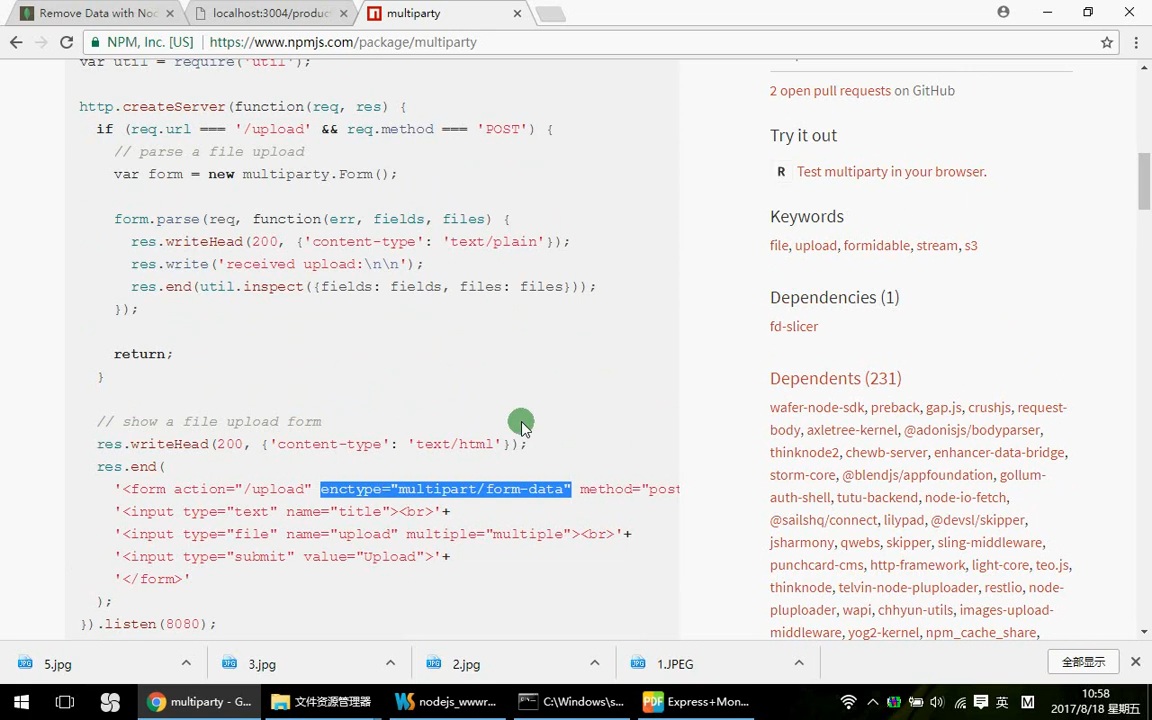 Remove Data with Nod
localhost:3004/produc
multiparty
NPM, Inc. [US]
https://www.npmjs.com/package/multiparty
var util = require('util');
2 open pull requests on GitHub
http.createServer(function(req, res) {
if (req.url === '/upload' && req.method === 'POST') {
// parse a file upload
var form = new multiparty.Form();
form.parse(req, function(err, fields, files) {
res.writeHead(200, {'content-type': 'text/plain'});
res.write('received upload:\n\n');
res.end(util.inspect({fields: fields, files: files}));
});
return;
}
// show a file upload form
res.writeHead(200, {'content-type': 'text/html'});
res.end(
'<form action="/upload" enctype="multipart/form-data" method="post
'<input type="text" name="title"><br>'+
'<input type="file" name="upload" multiple="multiple"><br>'+
'<input type="submit" value="Upload">'+
'</form>'
);
}).listen(8080);
Try it out
R Test multiparty in your browser.
Keywords
file, upload, formidable, stream, s3
Dependencies (1)
fd-slicer
Dependents (231)
wafer-node-sdk, preback, gap.js, crushjs, request-
body, axletree-kernel, @adonisjs/bodyparser,
thinknode2, chewb-server, enhancer-data-bridge,
storm-core, @blendjs/appfoundation, gollum-
auth-shell, tutu-backend, node-io-fetch,
@sailshq/connect, lilypad, @devsl/skipper,
jsharmony, qwebs, skipper, sling-middleware,
punchcard-cms, http-framework, light-core, teo.js,
thinknode, telvin-node-pluploader, restlio, node-
pluploader, wapi, chhyun-utils, images-upload-
middleware, yog2-kernel, npm_cache_share,
5.jpg
3.jpg
2.jpg
1.JPEG
全部显示
multiparty - G...
文件资源管理器
nodejs_wwwr...
C:\Windows\s...
Express+Mon...
英
M
10:58
2017/8/18 星期五